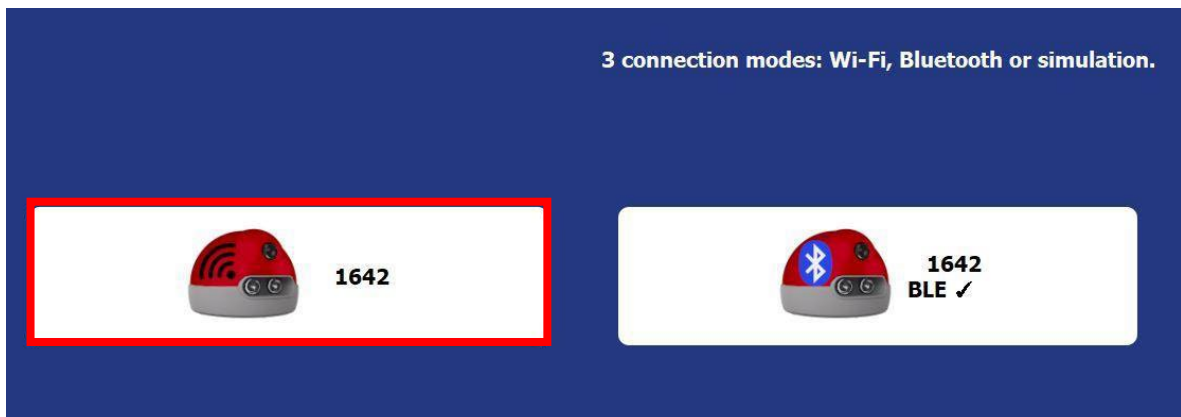 3 connection modes: Wi-Fi, Bluetooth or simulation.
1642
1642
BLE ✓